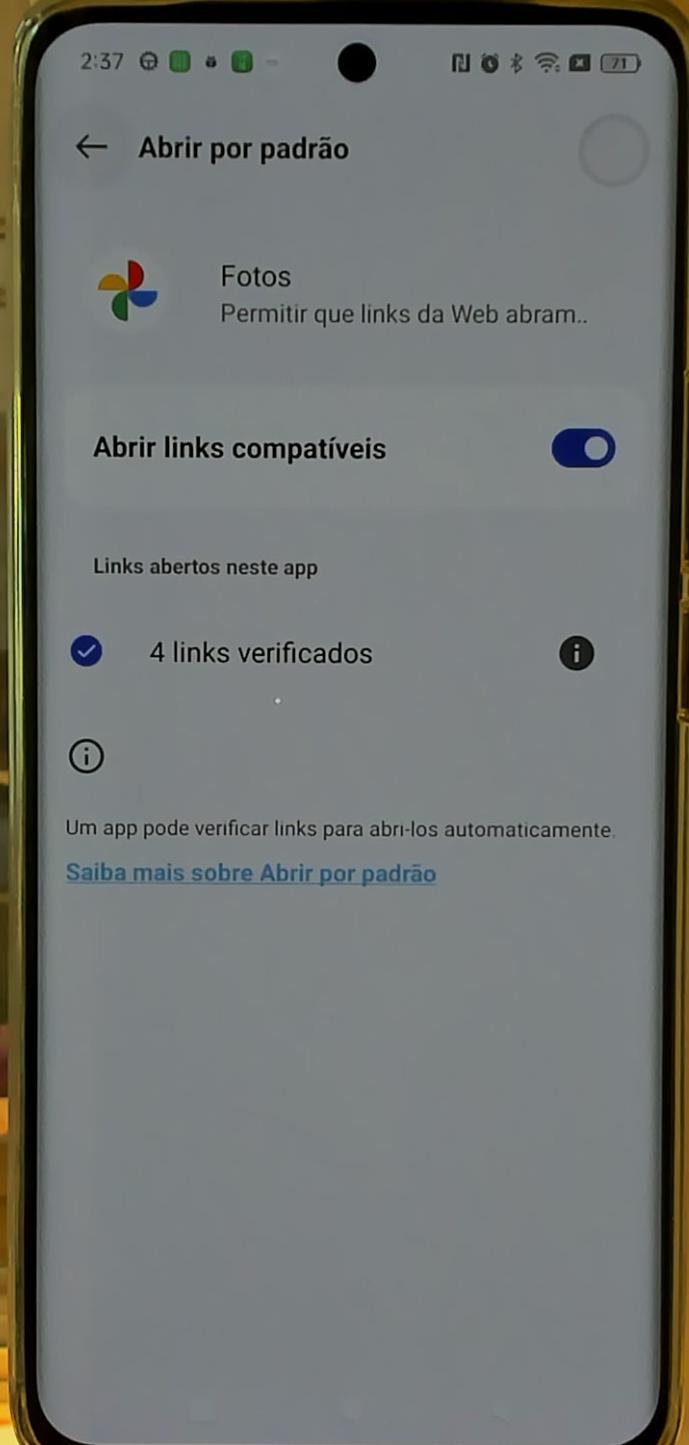 2:37
71
Abrir por padrão
Fotos
Permitir que links da Web abram..
Abrir links compatíveis
Links abertos neste app
4 links verificados
Um app pode verificar links para abri-los automaticamente.
Saiba mais sobre Abrir por padrão